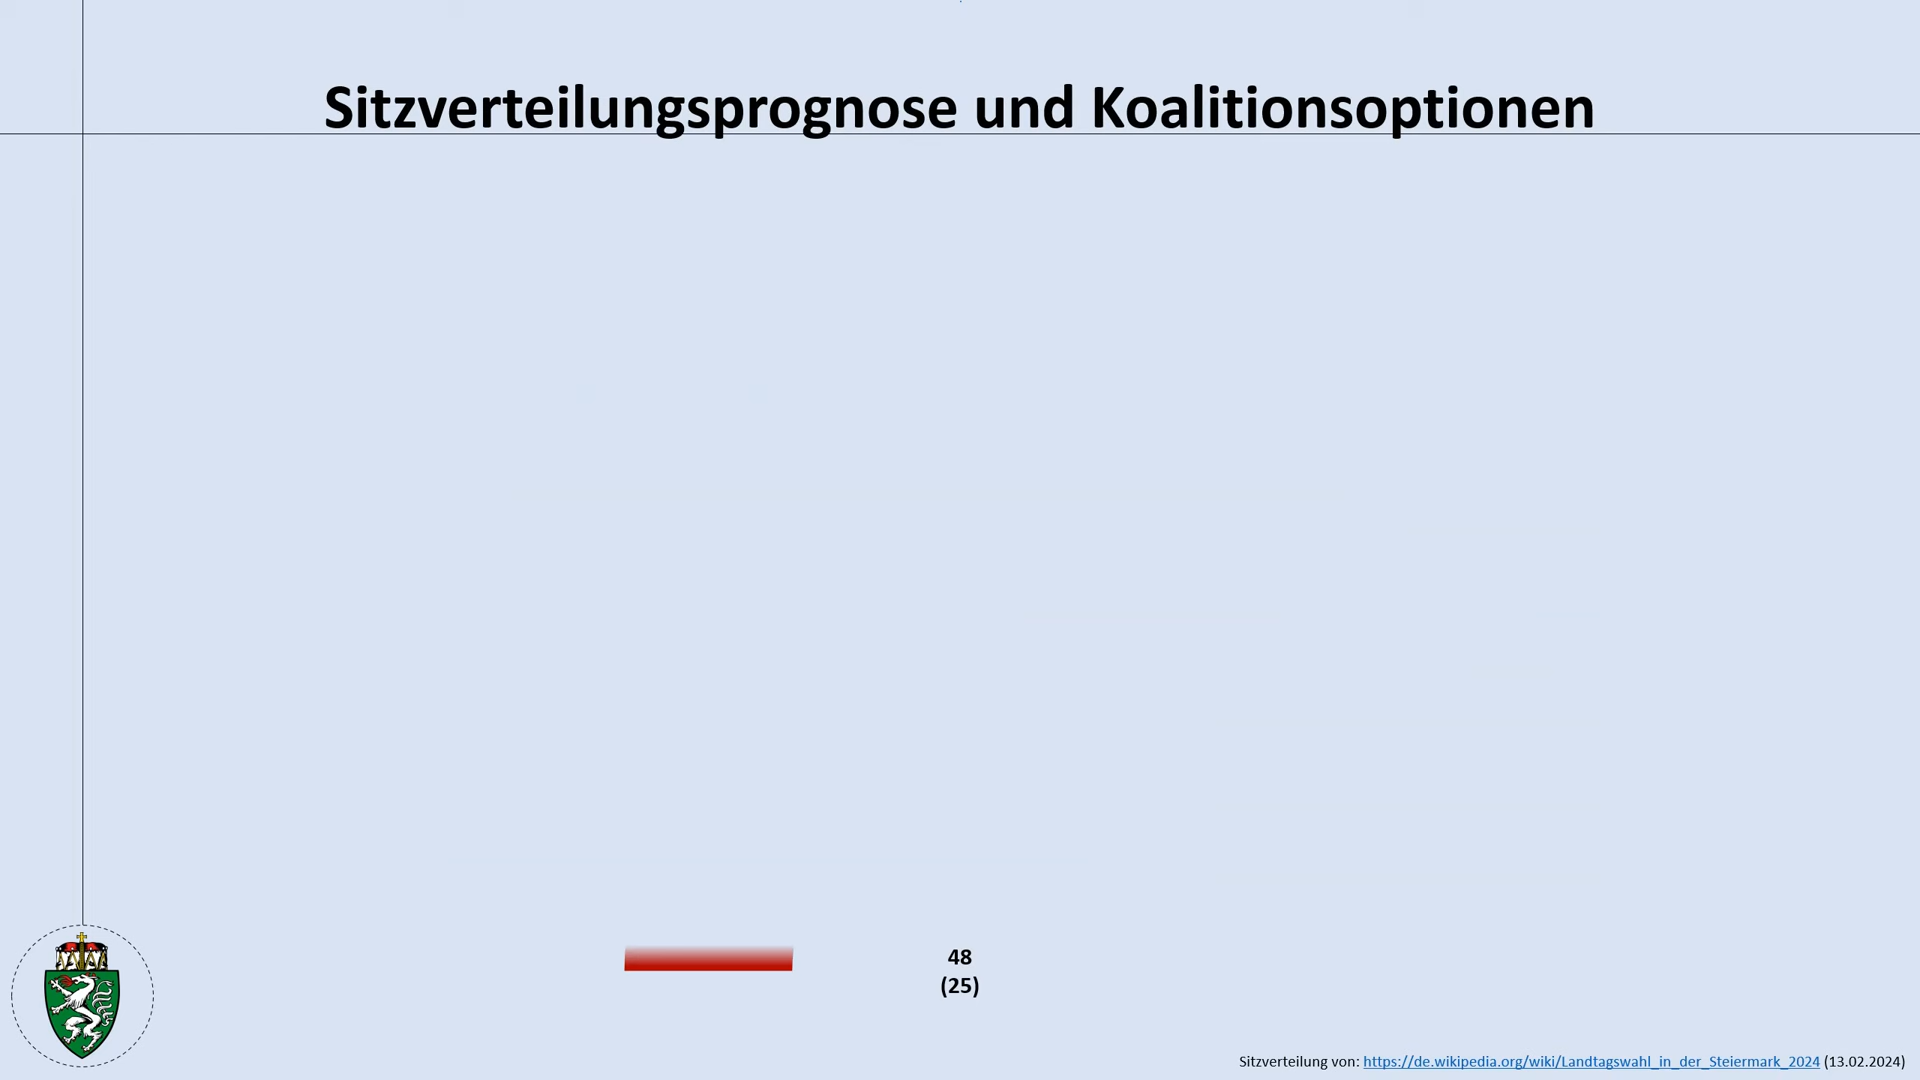 Sitzverteilungsprognose und Koalitionsoptionen
48
(25)
Sitzverteilung von: https://de.wikipedia.org/wiki/Landtagswahl_in_der_Steiermark_2024 (13.02.2024)